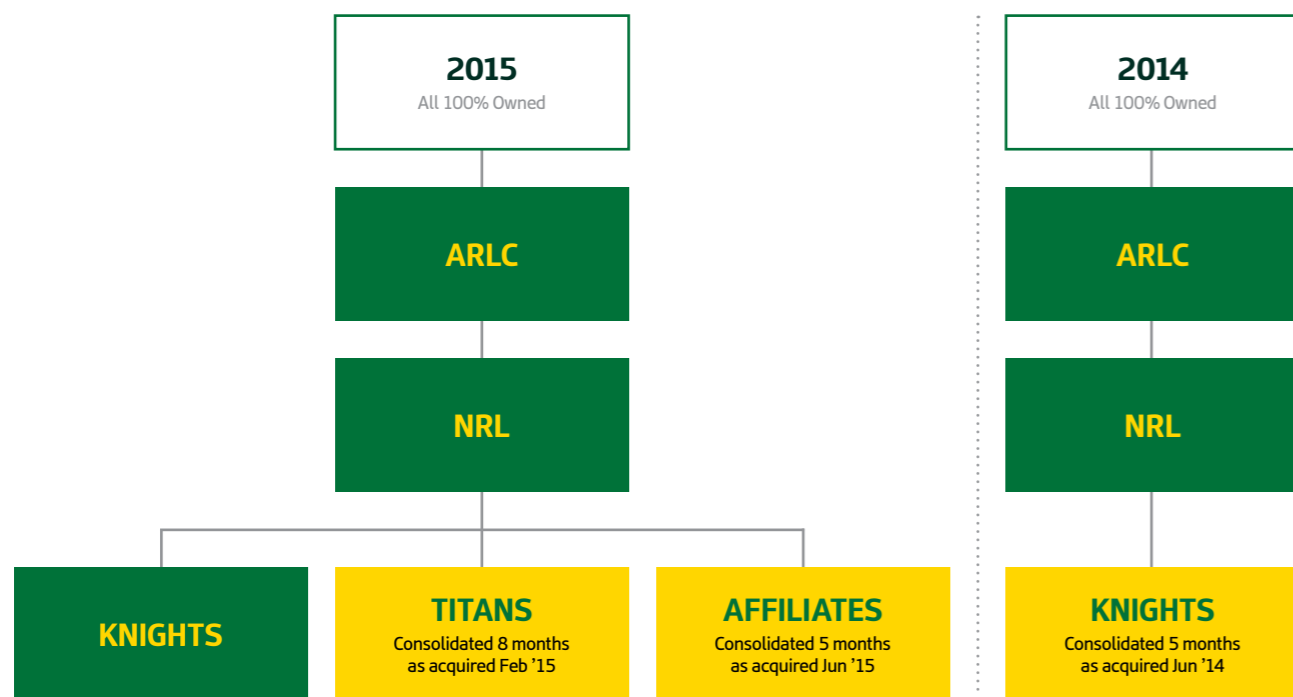 2015
All 100% Owned
ARLC
NRL
KNIGHTS
TITANS
Consolidated 8 months
as acquired Feb ’15
AFFILIATES
Consolidated 5 months
as acquired Jun ’15
2014
All 100% Owned
ARLC
NRL
KNIGHTS
Consolidated 5 months
as acquired Jun ’14